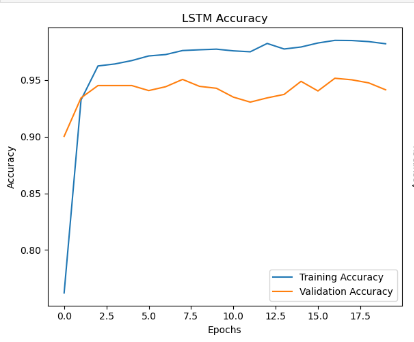 LSTM Accuracy
0.95
0.90
0.85
0.80
Accuracy
0.0 2.5 5.0 7.5 10.0 12.5 15.0 17.5
Epochs
Training Accuracy
Validation Accuracy